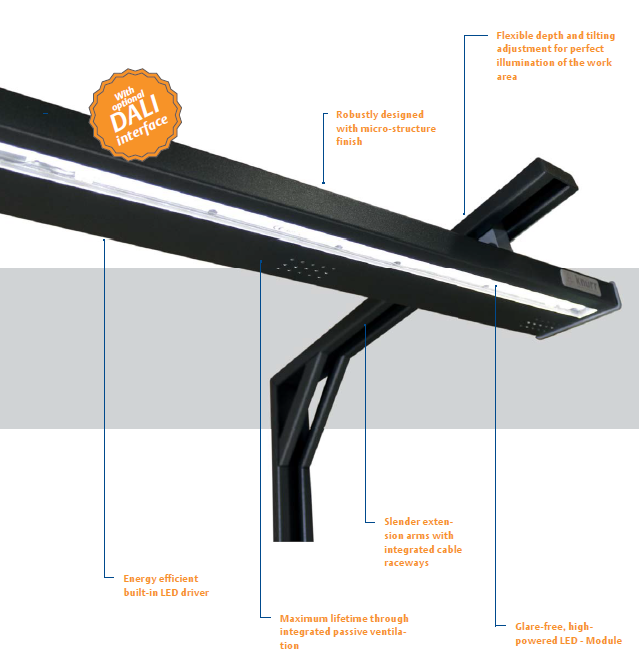 Flexible depth and tilting
adjustment for perfect
illumination of the work
area
With
optional
DALI
interface
Robustly designed
with micro-structure
finish
knürr
Slender exten-
sion arms with
integrated cable
raceways
Energy efficient
built-in LED driver
Maximum lifetime through
integrated passive ventila-
tion
Glare-free, high-
powered LED - Module